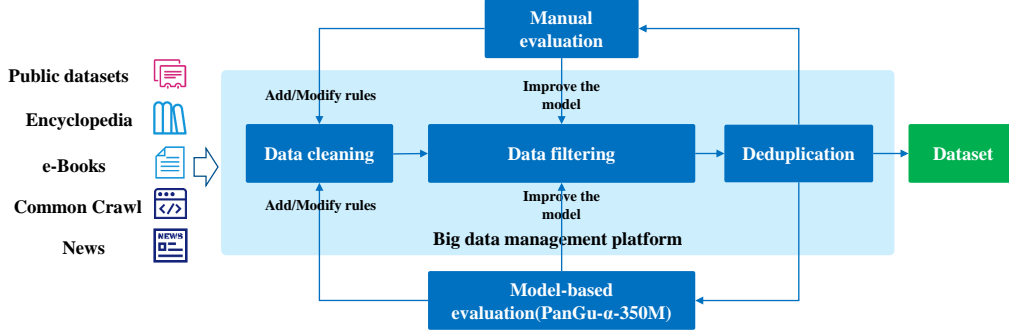 Manual
evaluation
Public datasets
Encyclopedia
e-Books
Common Crawl
News
NEWS
</>
Add/Modify rules
Improve the
model
Data cleaning
Data filtering
Deduplication
Dataset
Add/Modify rules
Improve the
model
Big data management platform
Model-based
evaluation(PanGu-α-350M)